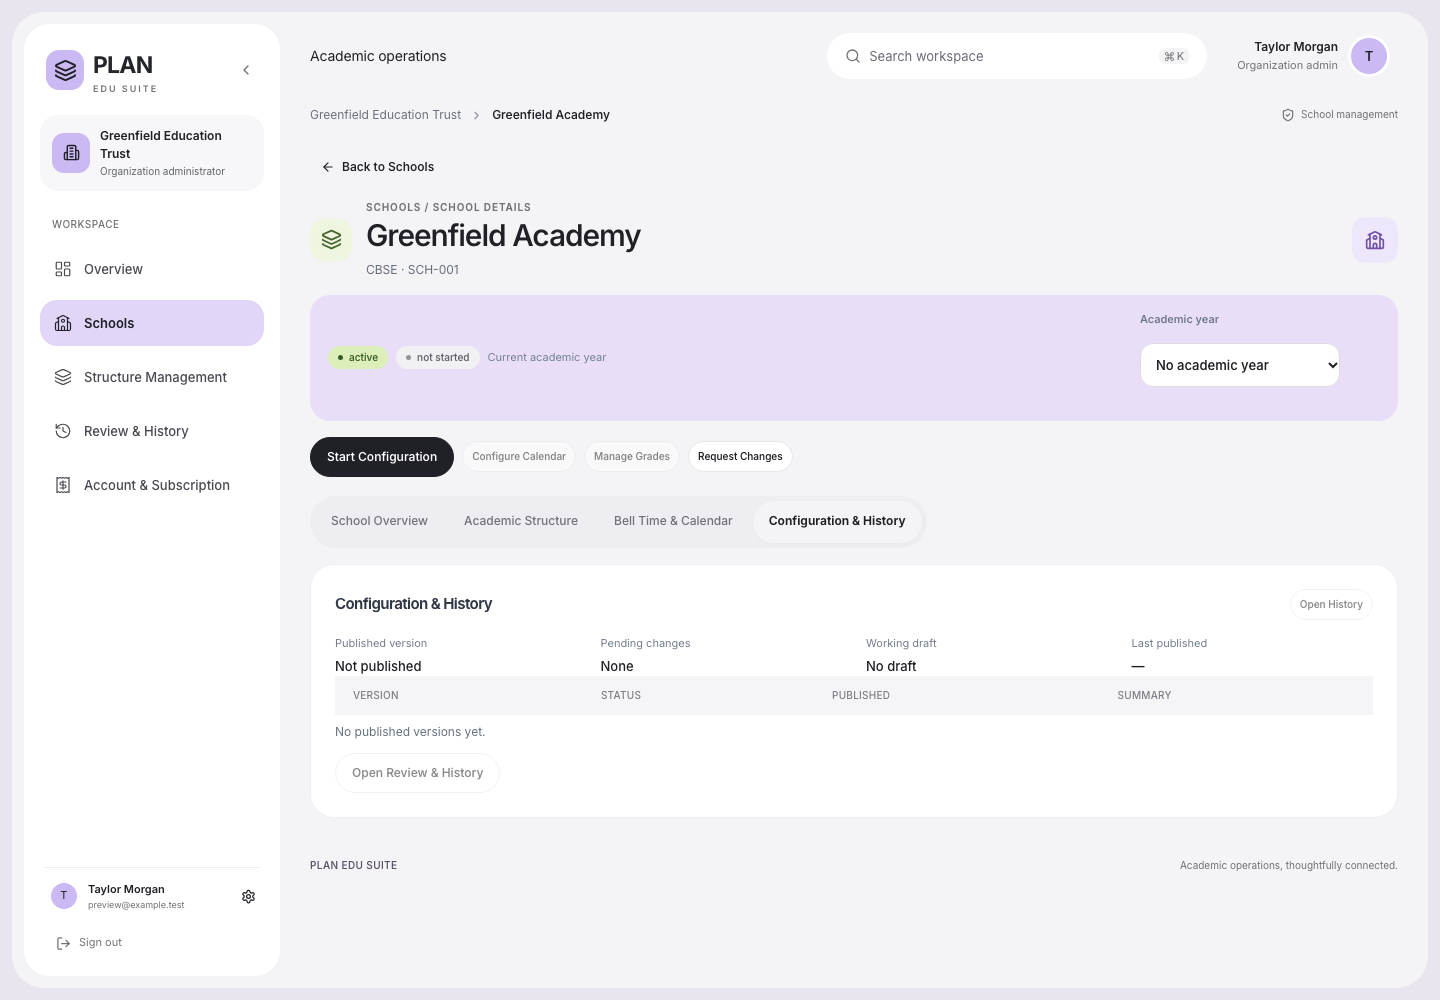 PLAN
EDU SUITE
Greenfield Education
Trust
Organization administrator
WORKSPACE
Overview
Schools
Structure Management
Review & History
Account & Subscription
Taylor Morgan
preview@example.test
T
Sign out
Academic operations
Search workspace
⌘K
Taylor Morgan
Organization admin
T
Greenfield Education Trust > Greenfield Academy
School management
Back to Schools
SCHOOLS / SCHOOL DETAILS
Greenfield Academy
CBSE · SCH-001
active
not started
Current academic year
Academic year
No academic year
Start Configuration
Configure Calendar
Manage Grades
Request Changes
School Overview
Academic Structure
Bell Time & Calendar
Configuration & History
Configuration & History
Open History
Published version
Pending changes
Working draft
Last published
Not published
None
No draft
—
VERSION
STATUS
PUBLISHED
SUMMARY
No published versions yet.
Open Review & History
PLAN EDU SUITE
Academic operations, thoughtfully connected.